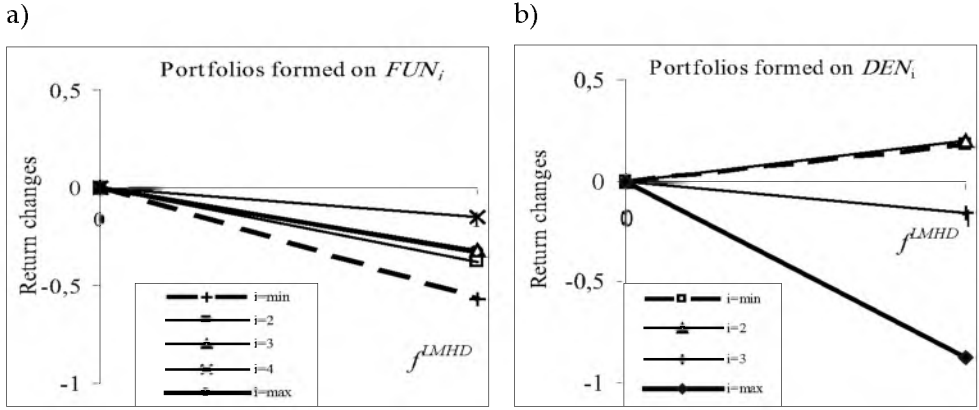 a)
Portfolios formed on FUNi
0,5
0
-0,5
-1
0
Return changes
fLMHD
i=min
i=2
i=3
i=4
i=max
b)
Portfolios formed on DENi
0,5
0
-0,5
-1
0
Return changes
fLMHD
i=min
i=2
i=3
i=max